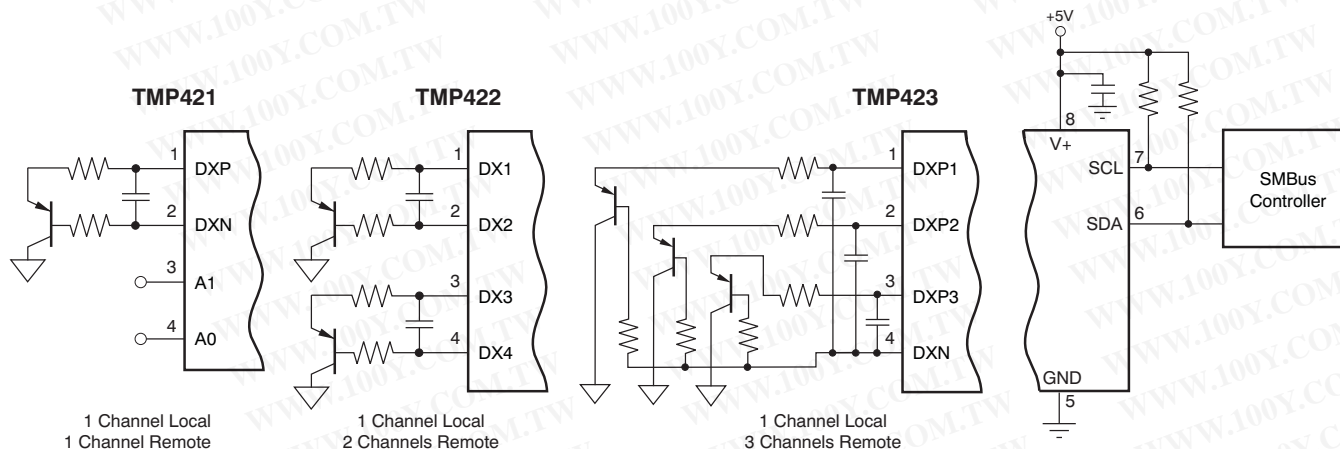 WWW.100Y.COM.TW
TMP421
1
DXP
2
DXN
3
A1
4
A0
1 Channel Local
1 Channel Remote
TMP422
1
DX1
2
DX2
3
DX3
4
DX4
1 Channel Local
2 Channels Remote
TMP423
1
DXP1
2
DXP2
3
DXP3
4
DXN
1 Channel Local
3 Channels Remote
+5V
8
V+
7
SCL
6
SDA
GND
5
SMBus
Controller